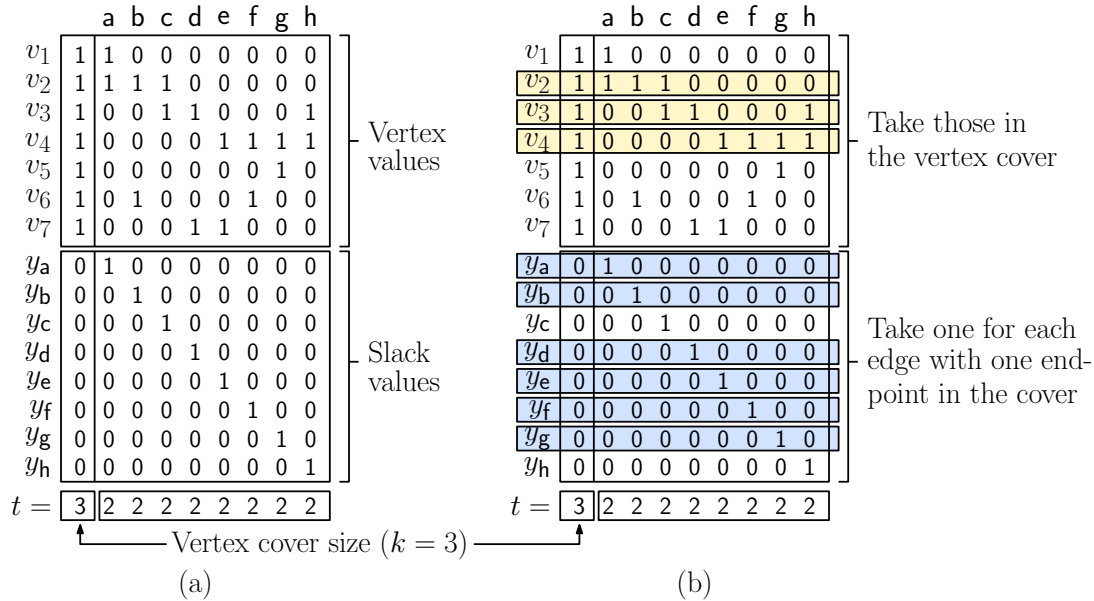 a b c d e f g h
v1 1 1 0 0 0 0 0 0 0
v2 1 1 1 1 0 0 0 0 0
v3 1 0 0 1 1 0 0 0 1
v4 1 0 0 0 0 1 1 1 1
v5 1 0 0 0 0 0 0 1 0
v6 1 0 1 0 0 0 1 0 0
v7 1 0 0 0 1 1 0 0 0
Vertex
values
ya 0 1 0 0 0 0 0 0 0
yb 0 0 1 0 0 0 0 0 0
yc 0 0 0 1 0 0 0 0 0
yd 0 0 0 0 1 0 0 0 0
ye 0 0 0 0 0 1 0 0 0
yf 0 0 0 0 0 0 1 0 0
yg 0 0 0 0 0 0 0 1 0
yh 0 0 0 0 0 0 0 0 1
Slack
values
t = 3 2 2 2 2 2 2 2 2
Vertex cover size (k = 3)
(a)
a b c d e f g h
v1 1 1 0 0 0 0 0 0 0
v2 1 1 1 1 0 0 0 0 0
v3 1 0 0 1 1 0 0 0 1
v4 1 0 0 0 0 1 1 1 1
v5 1 0 0 0 0 0 0 1 0
v6 1 0 1 0 0 0 1 0 0
v7 1 0 0 0 1 1 0 0 0
Take those in
the vertex cover
ya 0 1 0 0 0 0 0 0 0
yb 0 0 1 0 0 0 0 0 0
yc 0 0 0 1 0 0 0 0 0
yd 0 0 0 0 1 0 0 0 0
ye 0 0 0 0 0 1 0 0 0
yf 0 0 0 0 0 0 1 0 0
yg 0 0 0 0 0 0 0 1 0
yh 0 0 0 0 0 0 0 0 1
Take one for each
edge with one end-
point in the cover
t = 3 2 2 2 2 2 2 2 2
(b)